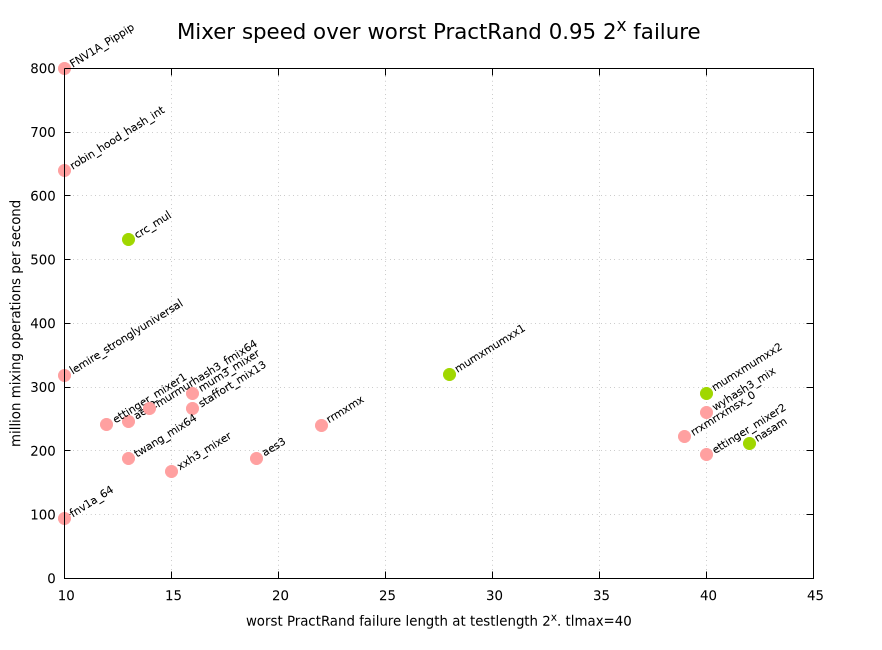 Mixer speed over worst PractRand 0.95 2^x failure
FNV1A_Pippip
800
700
robin_hood_hash_int
600
crc_mul
500
million mixing operations per second
400
lemire_stronglyuniversal
mumxmumxx1
murmurhash3_fmix64
mum3_mixer
mumxmumxx2
300
staffort_mix13
wyhash3_mix
ettinger_mixer1
rrmxmx
rrxmrrxmsx_0
twang_mix64
ettinger_mixer2
nasam
200
xxh3_mixer
aes3
fnv1a_64
100
0
10 15 20 25 30 35 40 45
worst PractRand failure length at testlength 2^x. tlmax=40